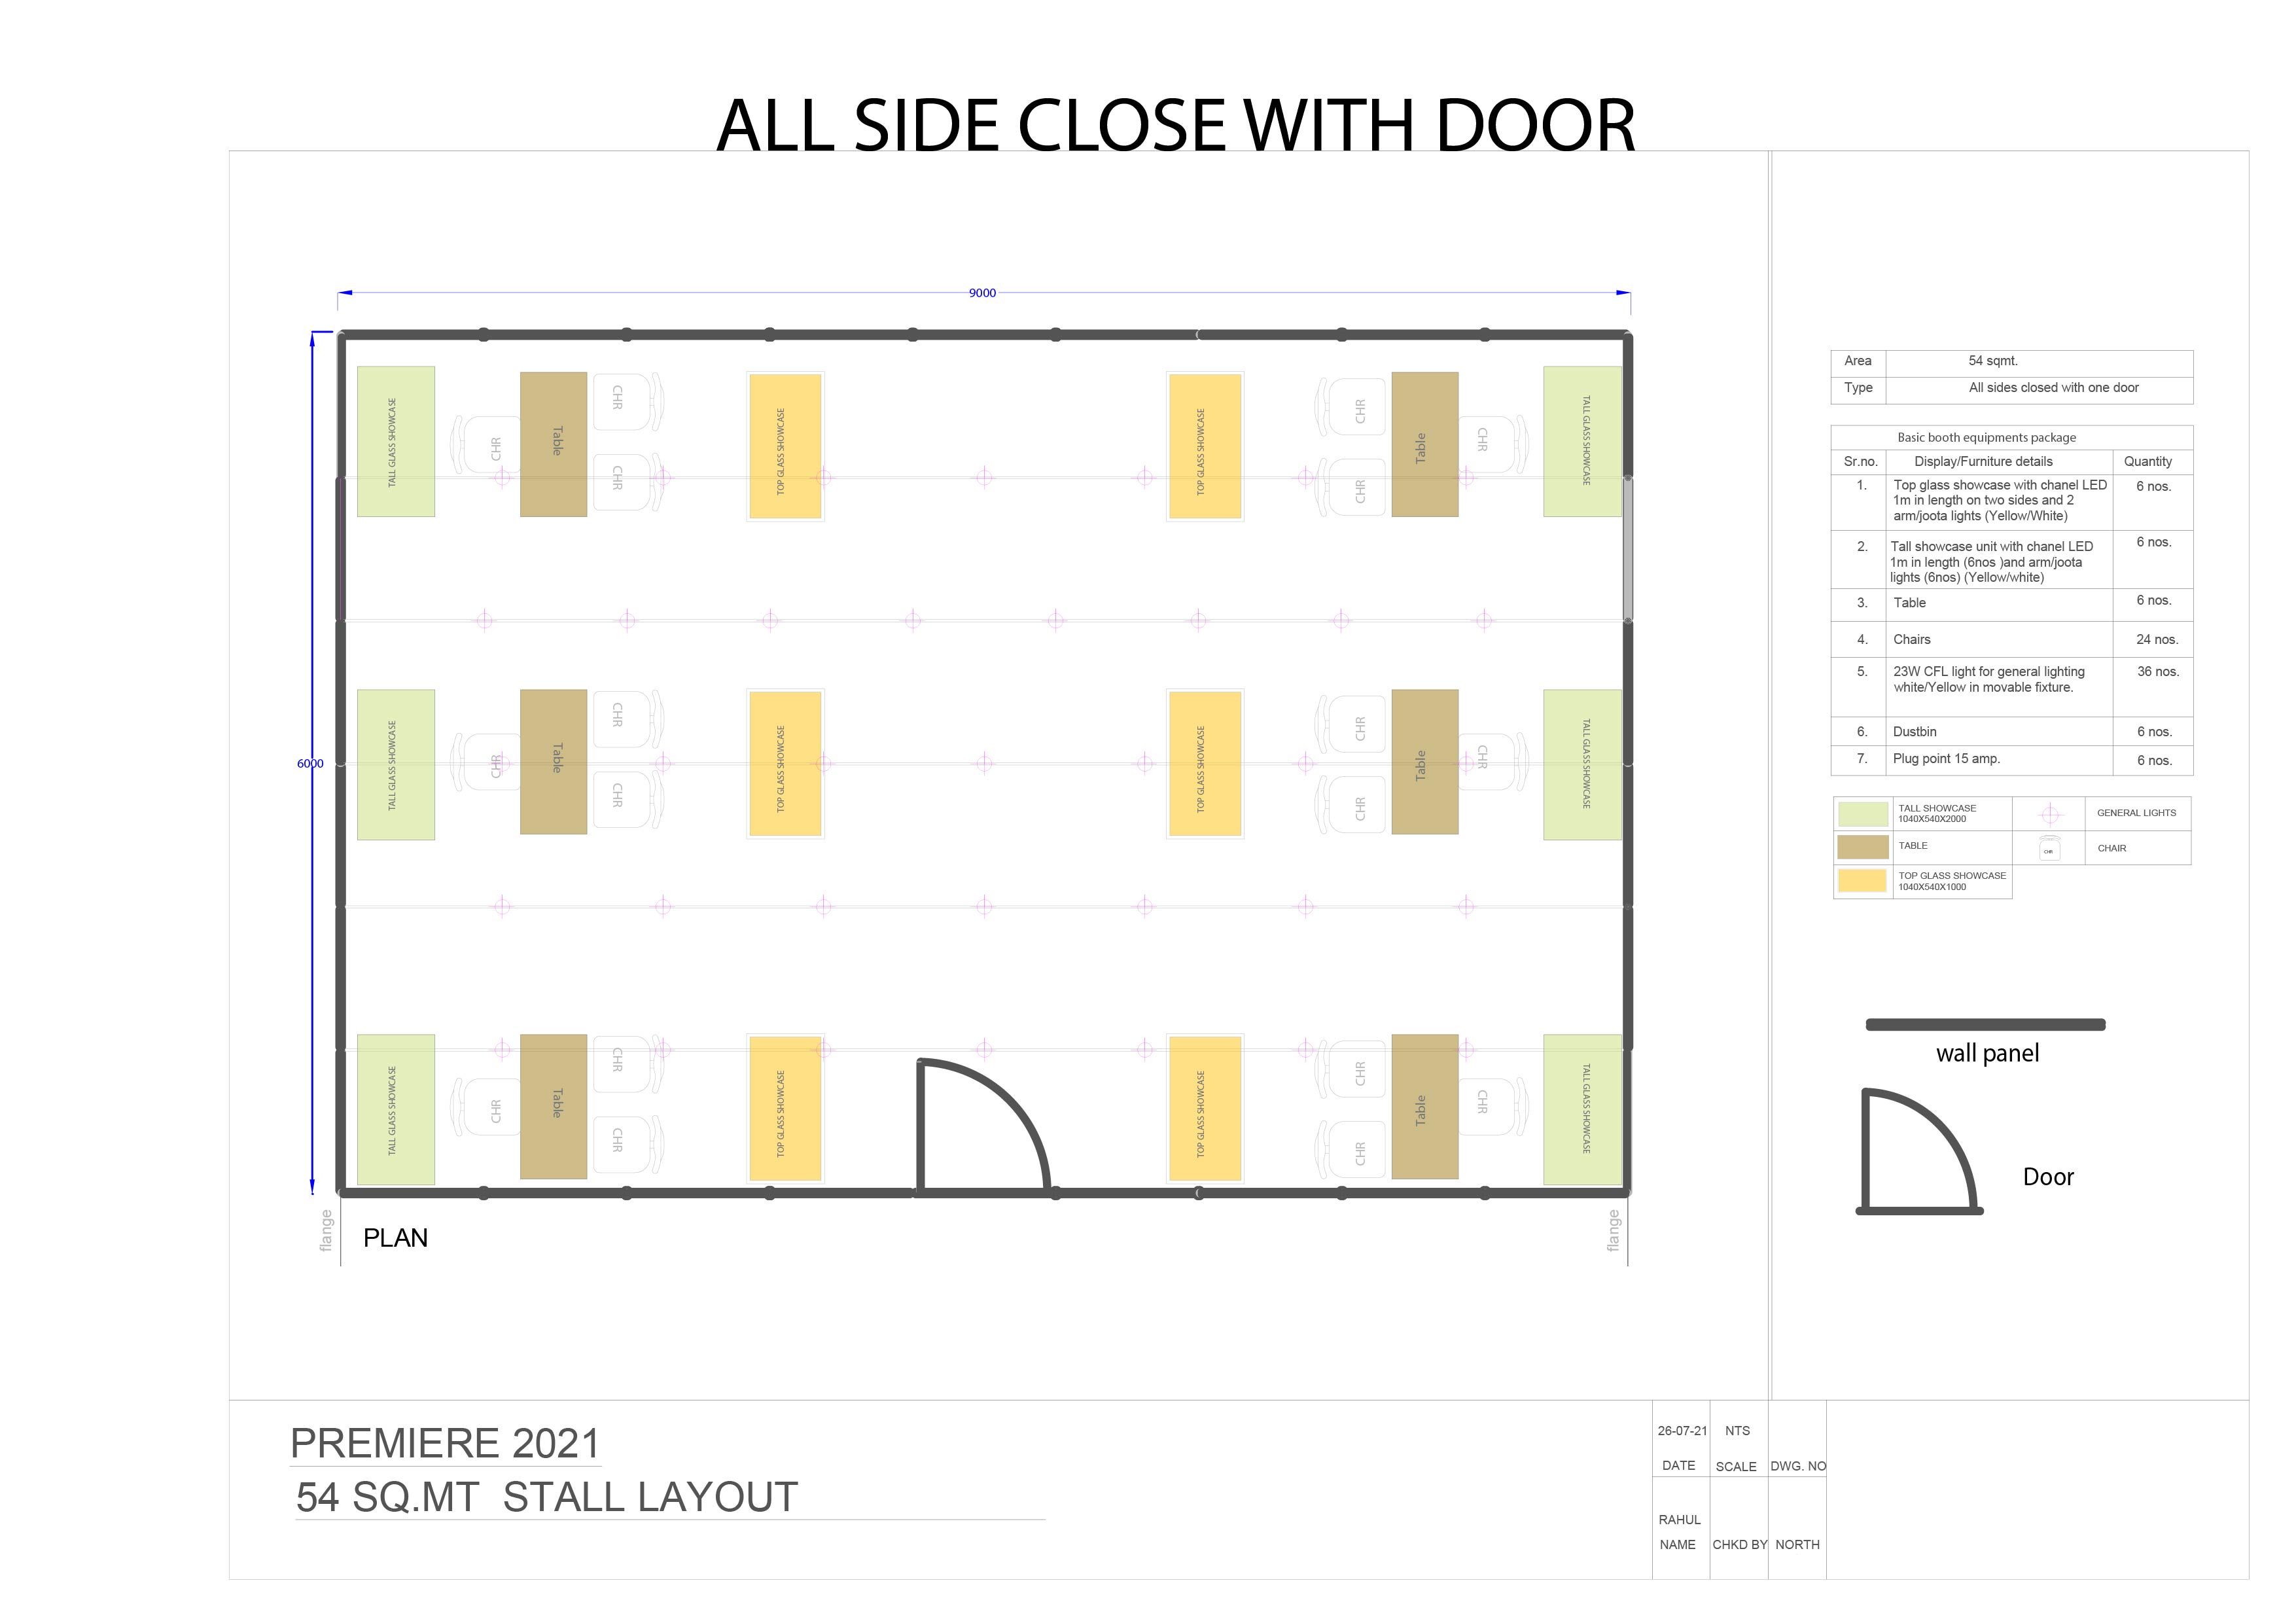 ALL SIDE CLOSE WITH DOOR
9000
6000
TALL GLASS SHOWCASE
CHR
Table
CHR
CHR
TOP GLASS SHOWCASE
TOP GLASS SHOWCASE
CHR
CHR
Table
CHR
TALL GLASS SHOWCASE
TALL GLASS SHOWCASE
CHR
Table
CHR
CHR
TOP GLASS SHOWCASE
TOP GLASS SHOWCASE
CHR
CHR
Table
CHR
TALL GLASS SHOWCASE
TALL GLASS SHOWCASE
CHR
Table
CHR
CHR
TOP GLASS SHOWCASE
TOP GLASS SHOWCASE
CHR
CHR
Table
CHR
TALL GLASS SHOWCASE
flange
PLAN
flange
Area 54 sqmt.
Type All sides closed with one door
Basic booth equipments package
Sr.no. Display/Furniture details Quantity
1. Top glass showcase with chanel LED 6 nos.
1m in length on two sides and 2
arm/joota lights (Yellow/White)
2. Tall showcase unit with chanel LED 6 nos.
1m in length (6nos )and arm/joota
lights (6nos) (Yellow/white)
3. Table 6 nos.
4. Chairs 24 nos.
5. 23W CFL light for general lighting 36 nos.
white/Yellow in movable fixture.
6. Dustbin 6 nos.
7. Plug point 15 amp. 6 nos.
TALL SHOWCASE
1040X540X2000
GENERAL LIGHTS
TABLE
CHR
CHAIR
TOP GLASS SHOWCASE
1040X540X1000
wall panel
Door
PREMIERE 2021
54 SQ.MT STALL LAYOUT
26-07-21 NTS
DATE SCALE DWG. NO
RAHUL
NAME CHKD BY NORTH